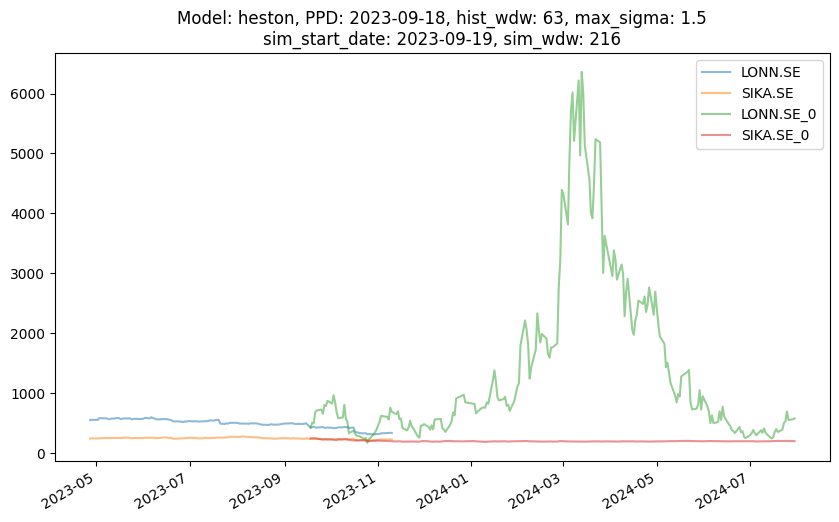 Model: heston, PPD: 2023-09-18, hist_wdw: 63, max_sigma: 1.5
sim_start_date: 2023-09-19, sim_wdw: 216
LONN.SE
SIKA.SE
LONN.SE_0
SIKA.SE_0
6000
5000
4000
3000
2000
1000
0
2023-05
2023-07
2023-09
2023-11
2024-01
2024-03
2024-05
2024-07